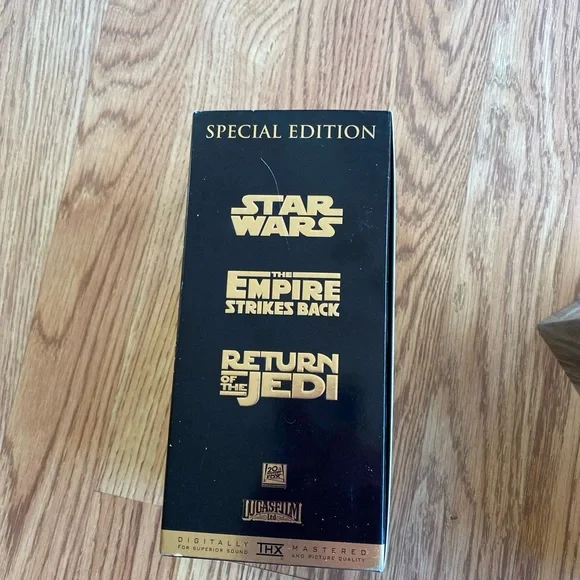 SPECIAL EDITION
STAR
WARS
THE
EMPIRE
STRIKES BACK
RETURN
OF THE JEDI
20th
FOX
LUCASFILM
Ltd
DIGITALLY THX MASTERED
FOR SUPERIOR SOUND AND PICTURE QUALITY